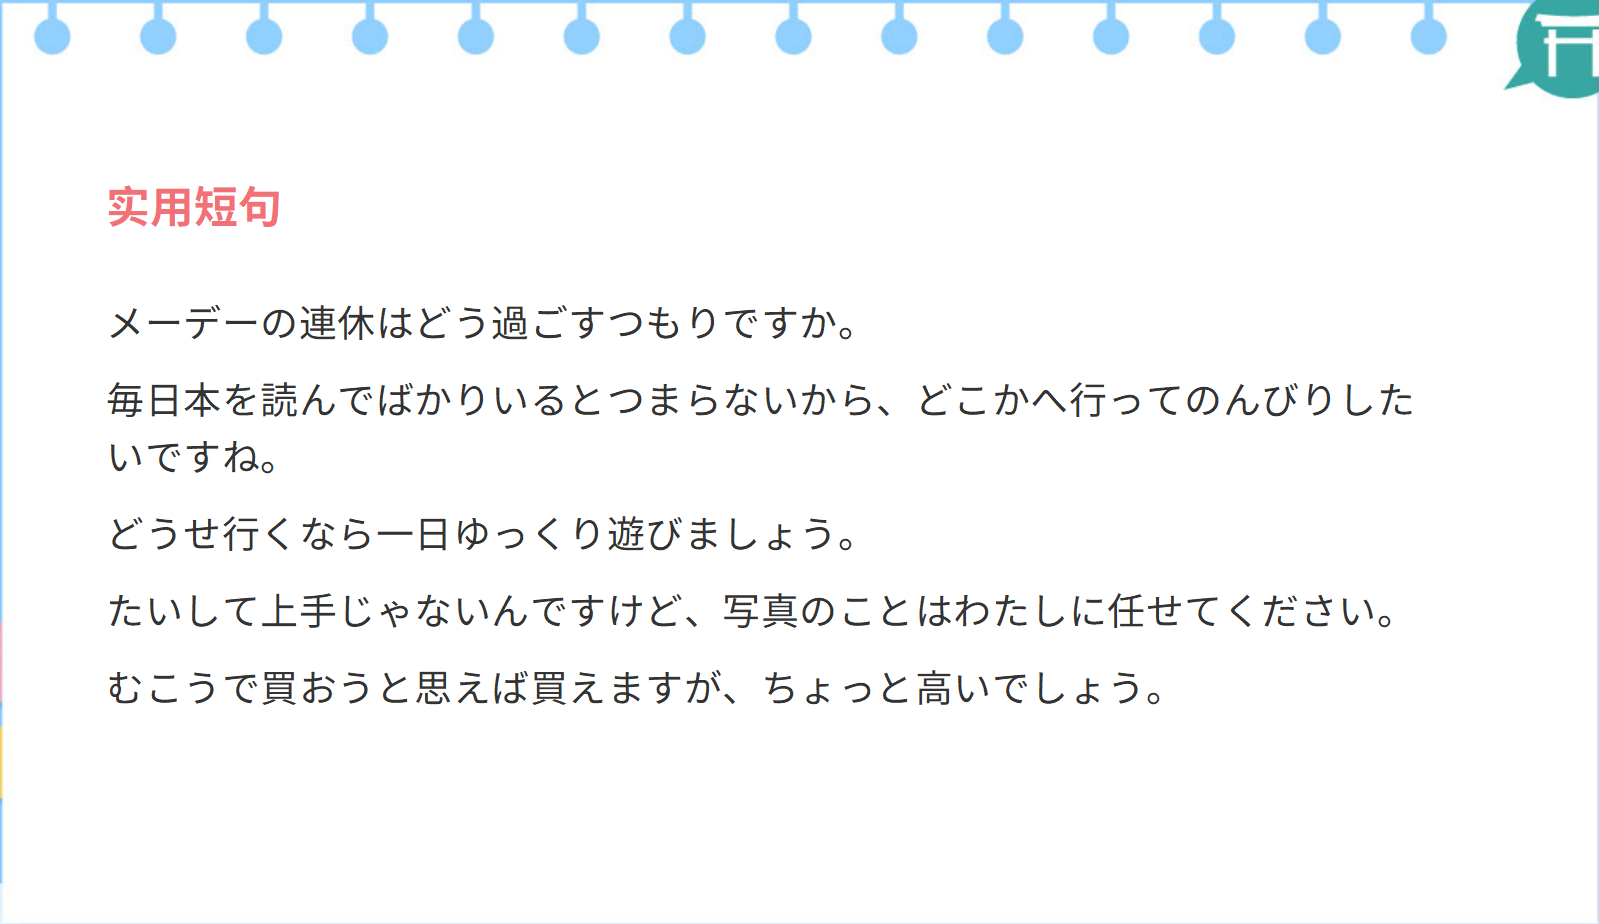 实用短句
メーデーの連休はどう過ごすつもりですか。
毎日本を読んでばかりいるとつまらないから、どこかへ行ってのんびりした
いですね。
どうせ行くなら一日ゆっくり遊びましょう。
たいして上手じゃないんですけど、写真のことはわたしに任せてください。
むこうで買おうと思えば買えますが、ちょっと高いでしょう。